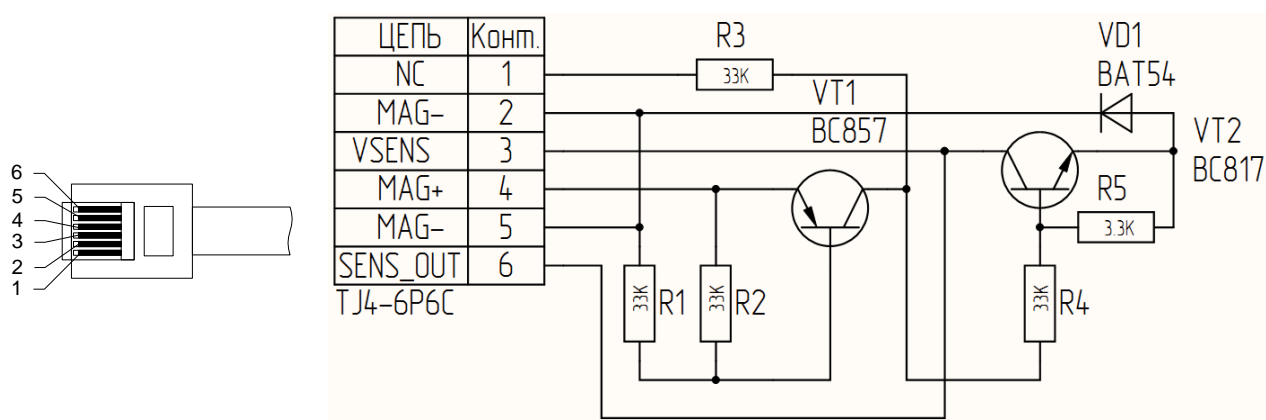 6
5
4
3
2
1
ЦЕПЬ Конт.
NC 1
MAG- 2
VSENS 3
MAG+ 4
MAG- 5
SENS_OUT 6
TJ4-6P6C
R3
33K
VT1
BC857
VD1
BAT54
VT2
BC817
R5
3.3K
33K R1
33K R2
33K R4